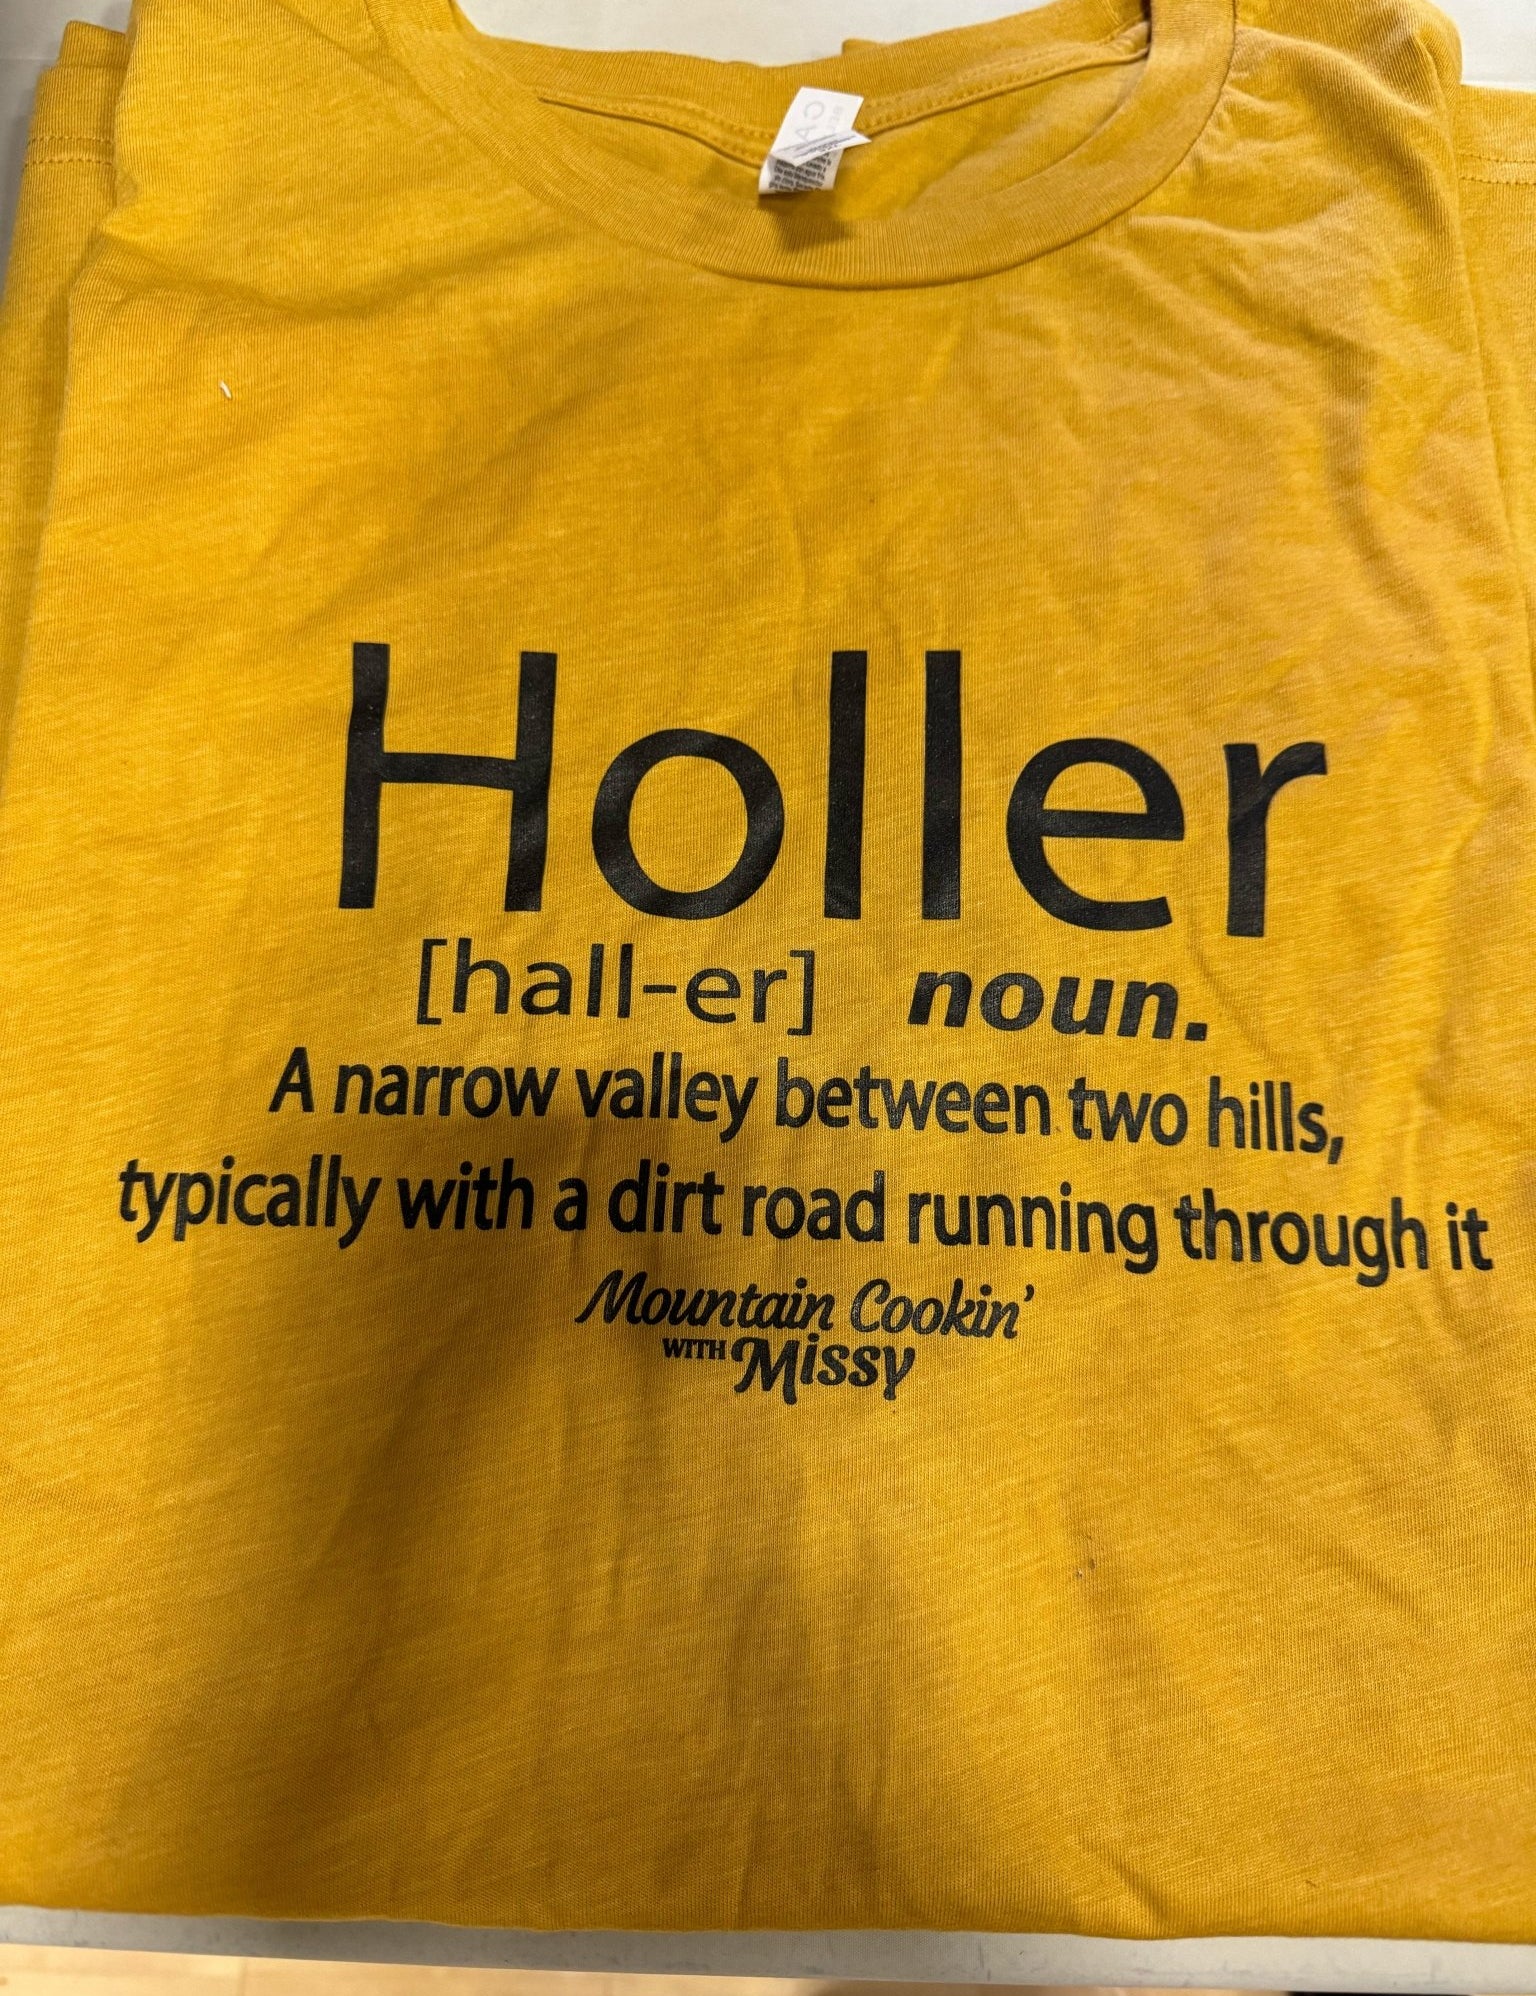 Holler
[hall-er] noun.
A narrow valley between two hills,
typically with a dirt road running through it
Mountain Cookin'
WITH Missy